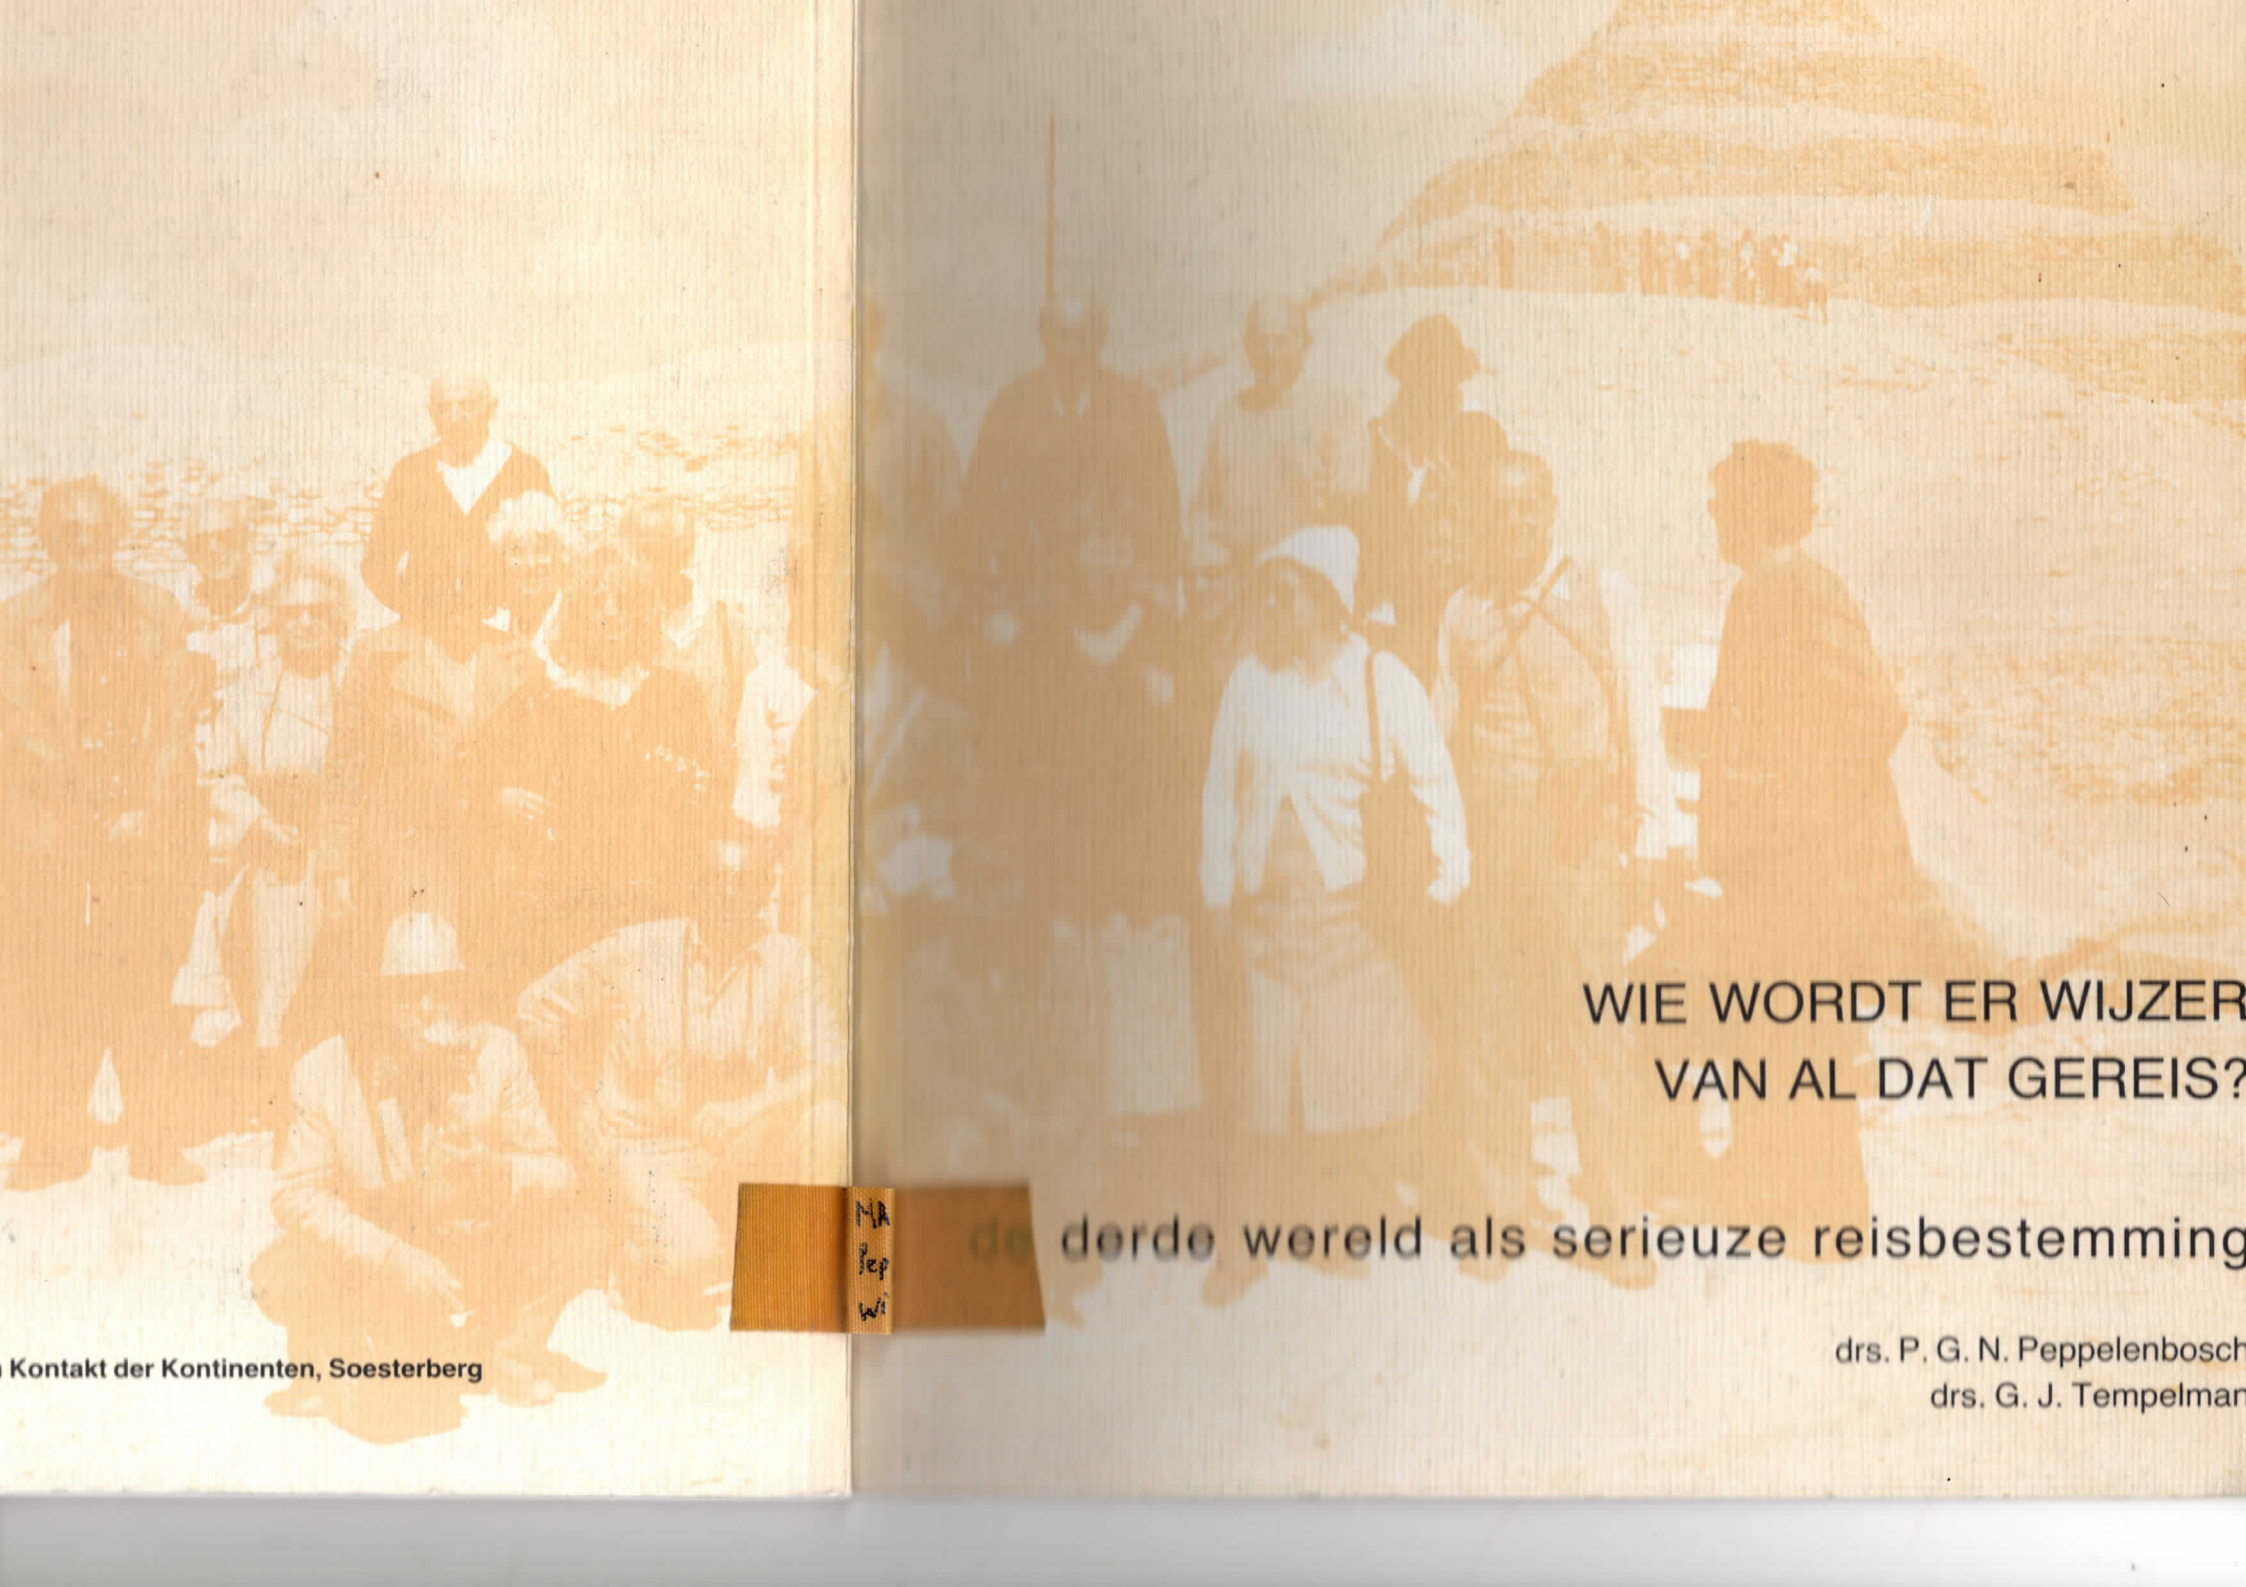 Kontakt der Kontinenten, Soesterberg
MA
Pep
Wi
WIE WORDT ER WIJZER
VAN AL DAT GEREIS?
de derde wereld als serieuze reisbestemming
drs. P. G. N. Peppelenbosch
drs. G. J. Tempelman